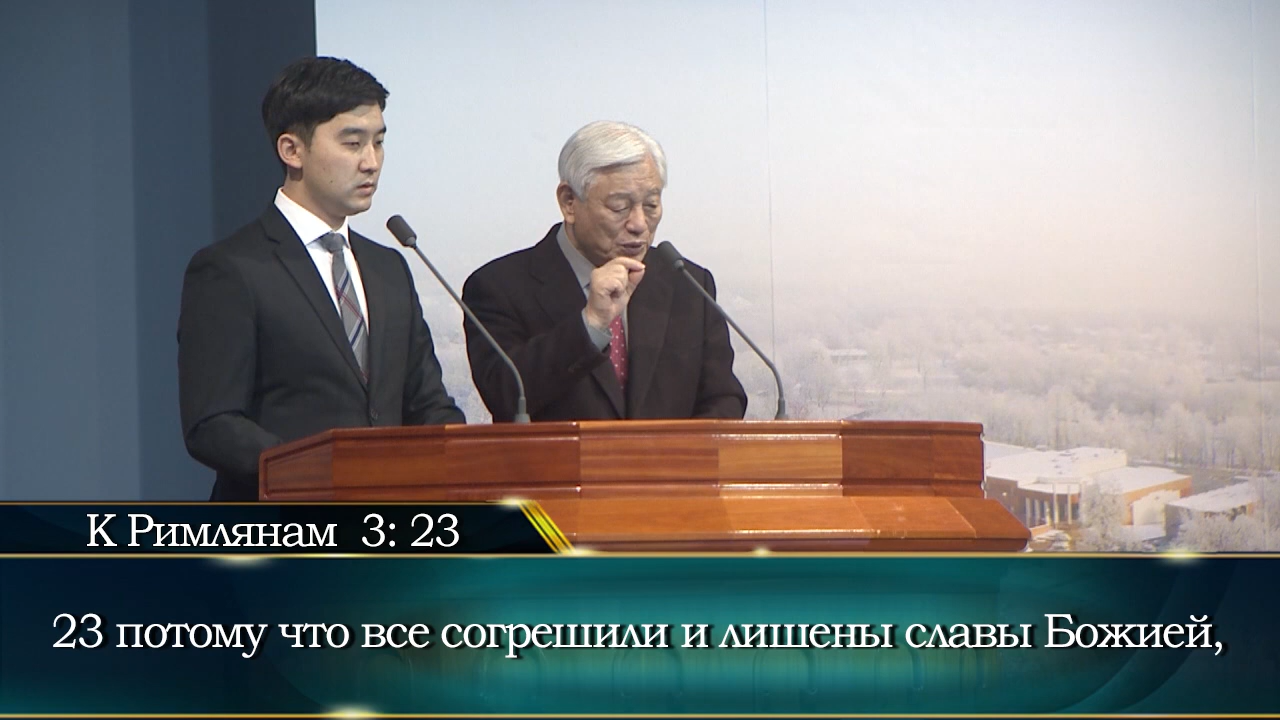 К Римлянам 3: 23
23 потому что все согрешили и лишены славы Божией,